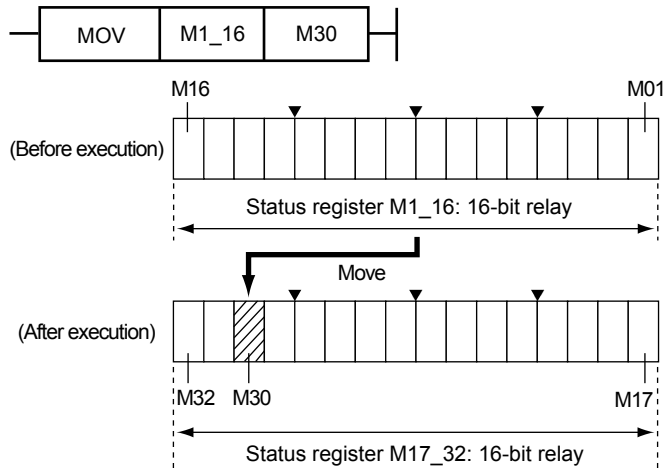 MOV M1_16 M30
M16 M01
(Before execution)
Status register M1_16: 16-bit relay
Move
(After execution)
M32 M30 M17
Status register M17_32: 16-bit relay